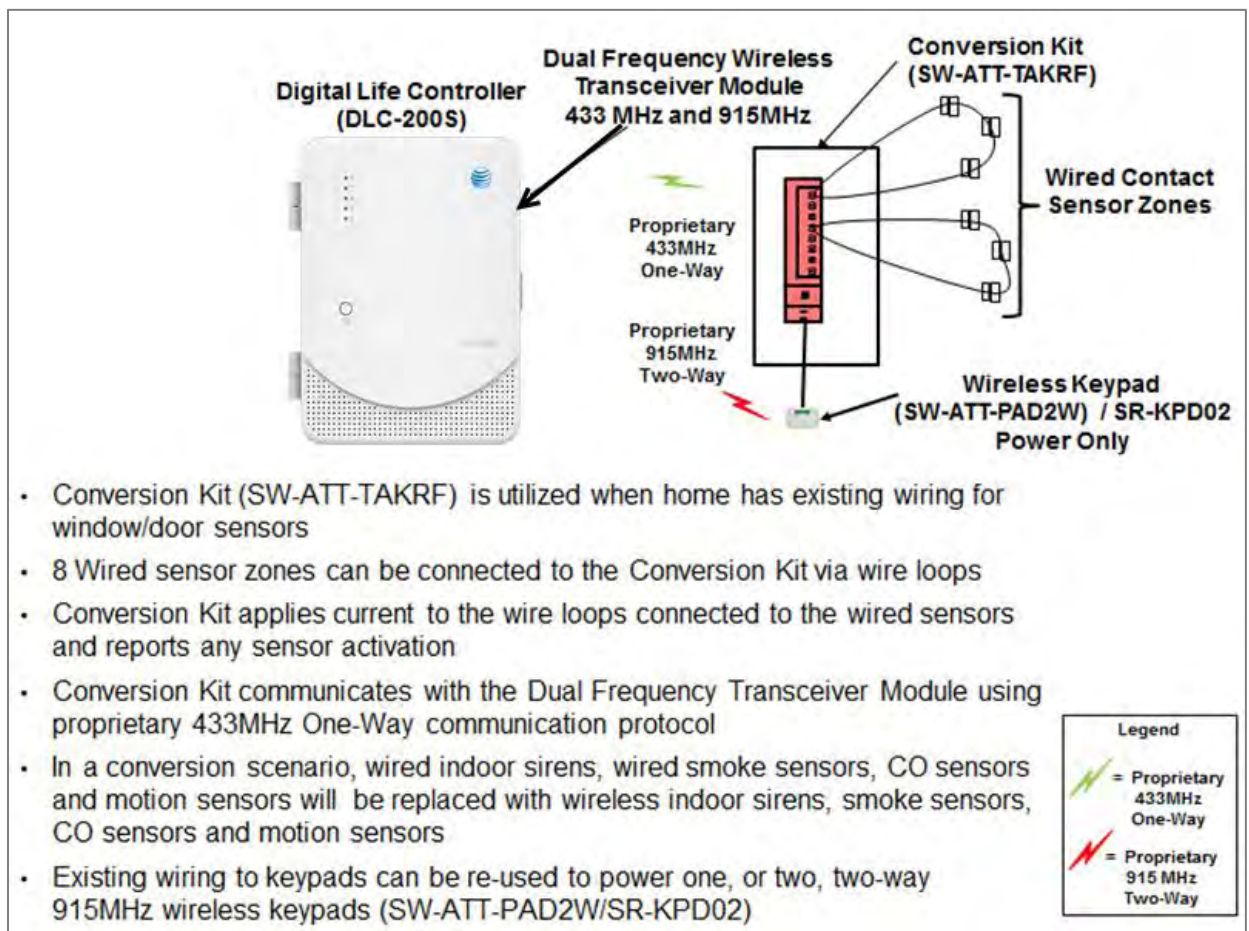 Digital Life Controller
(DLC-200S)
Dual Frequency Wireless
Transceiver Module
433 MHz and 915MHz
Conversion Kit
(SW-ATT-TAKRF)
Wired Contact
Sensor Zones
Proprietary
433MHz
One-Way
Proprietary
915MHz
Two-Way
Wireless Keypad
(SW-ATT-PAD2W) / SR-KPD02
Power Only
• Conversion Kit (SW-ATT-TAKRF) is utilized when home has existing wiring for
window/door sensors
• 8 Wired sensor zones can be connected to the Conversion Kit via wire loops
• Conversion Kit applies current to the wire loops connected to the wired sensors
and reports any sensor activation
• Conversion Kit communicates with the Dual Frequency Transceiver Module using
proprietary 433MHz One-Way communication protocol
• In a conversion scenario, wired indoor sirens, wired smoke sensors, CO sensors
and motion sensors will be replaced with wireless indoor sirens, smoke sensors,
CO sensors and motion sensors
• Existing wiring to keypads can be re-used to power one, or two, two-way
915MHz wireless keypads (SW-ATT-PAD2W/SR-KPD02)
Legend
= Proprietary
433MHz
One-Way
= Proprietary
915 MHz
Two-Way